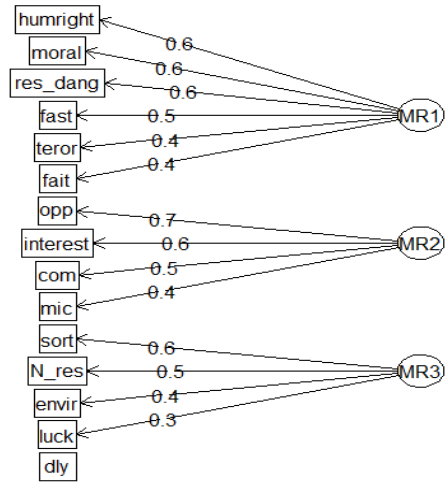 humright
0.6
moral
0.6
res_dang
0.6
fast
0.5
MR1
teror
0.4
fait
0.4
opp
0.7
interest
0.6
MR2
com
0.5
mic
0.4
sort
0.6
N_res
0.5
MR3
envir
0.4
luck
0.3
dly